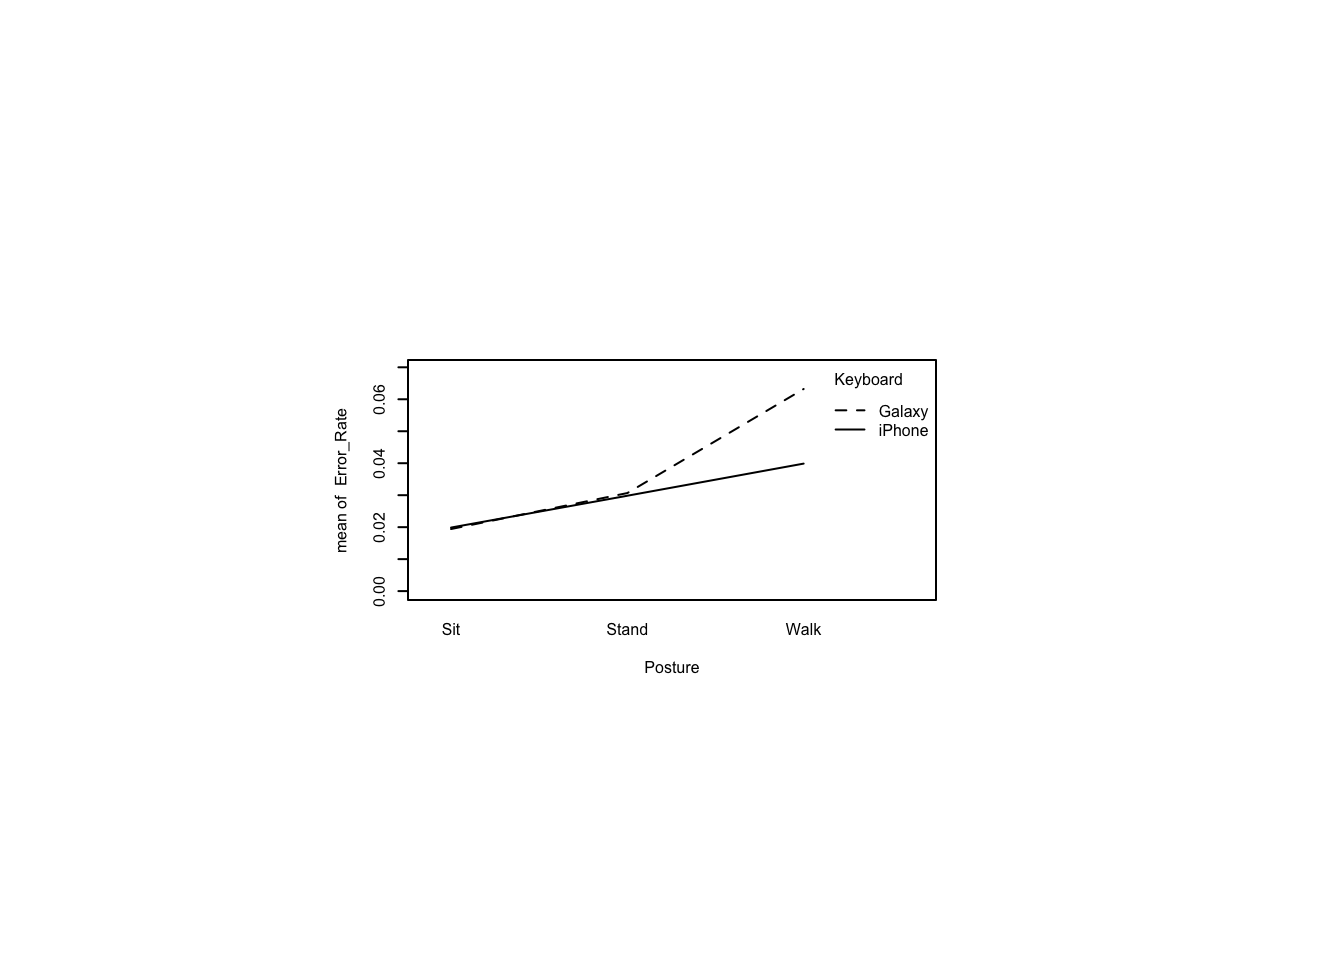 mean of  Error_Rate
0.06
0.04
0.02
0.00
Keyboard
Galaxy
iPhone
Sit
Stand
Walk
Posture